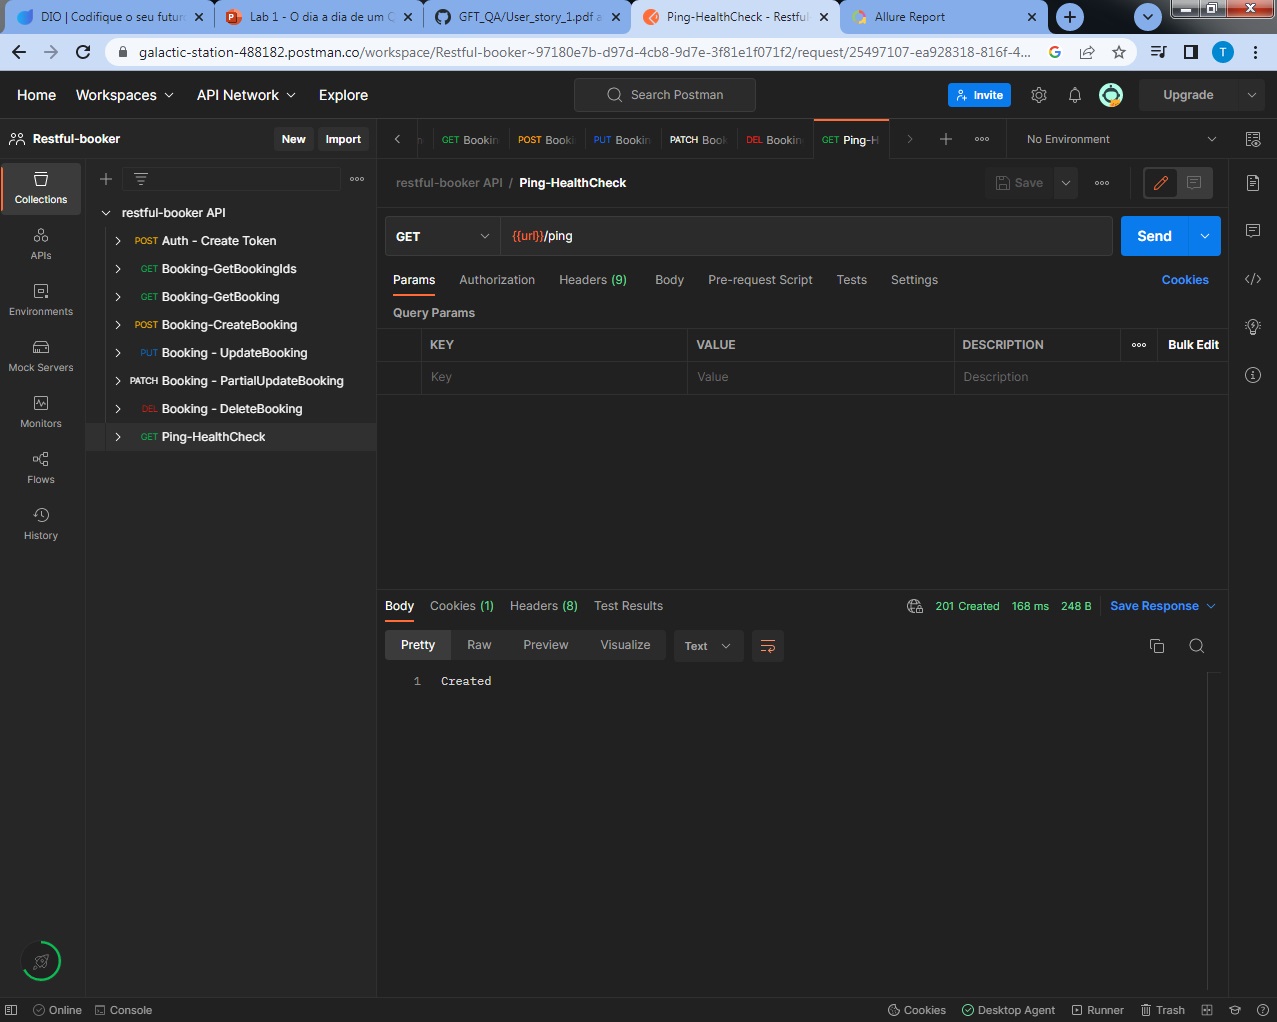 DIO | Codifique o seu futuro
Lab 1 - O dia a dia de um Q
GFT_QA/User_story_1.pdf a
Ping-HealthCheck - Restful
Allure Report
galactic-station-488182.postman.co/workspace/Restful-booker~97180e7b-d97d-4cb8-9d7e-3f81e1f071f2/request/25497107-ea928318-816f-4...
T
Home
Workspaces
API Network
Explore
Search Postman
Invite
Upgrade
Restful-booker
New
Import
GET Bookin
POST Booki
PUT Bookin
PATCH Book
DEL Bookin
GET Ping-H
No Environment
Collections
APIs
Environments
Mock Servers
Monitors
Flows
History
restful-booker API
POST Auth - Create Token
GET Booking-GetBookingIds
GET Booking-GetBooking
POST Booking-CreateBooking
PUT Booking - UpdateBooking
PATCH Booking - PartialUpdateBooking
DEL Booking - DeleteBooking
GET Ping-HealthCheck
restful-booker API / Ping-HealthCheck
Save
GET
{{url}}/ping
Send
Params
Authorization
Headers (9)
Body
Pre-request Script
Tests
Settings
Cookies
Query Params
KEY
VALUE
DESCRIPTION
Bulk Edit
Key
Value
Description
Body
Cookies (1)
Headers (8)
Test Results
201 Created
168 ms
248 B
Save Response
Pretty
Raw
Preview
Visualize
Text
1 Created
Online
Console
Cookies
Desktop Agent
Runner
Trash